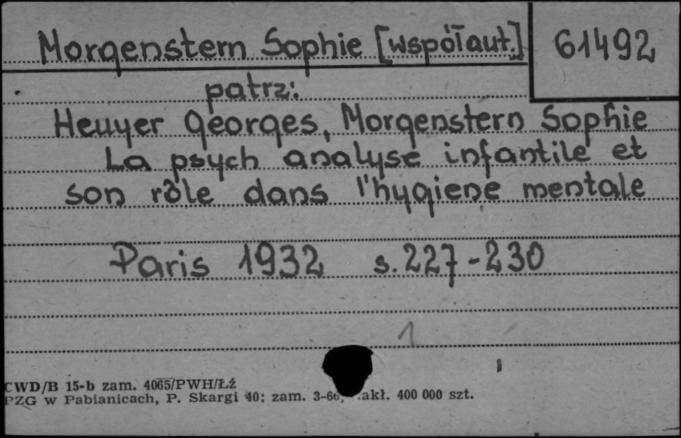 Morgenstern Sophie [współaut.] 61492
patrz:
Heuyer Georges, Morgenstern Sophie
La psych analyse infantile et
son rôle dans l'hygiene mentale
Paris 1932 s. 227-230
1
CWD/B 15-b zam. 4065/PWH/Łż
PZG w Pabianicach, P. Skargi 40; zam. akł. 400 000 szt.